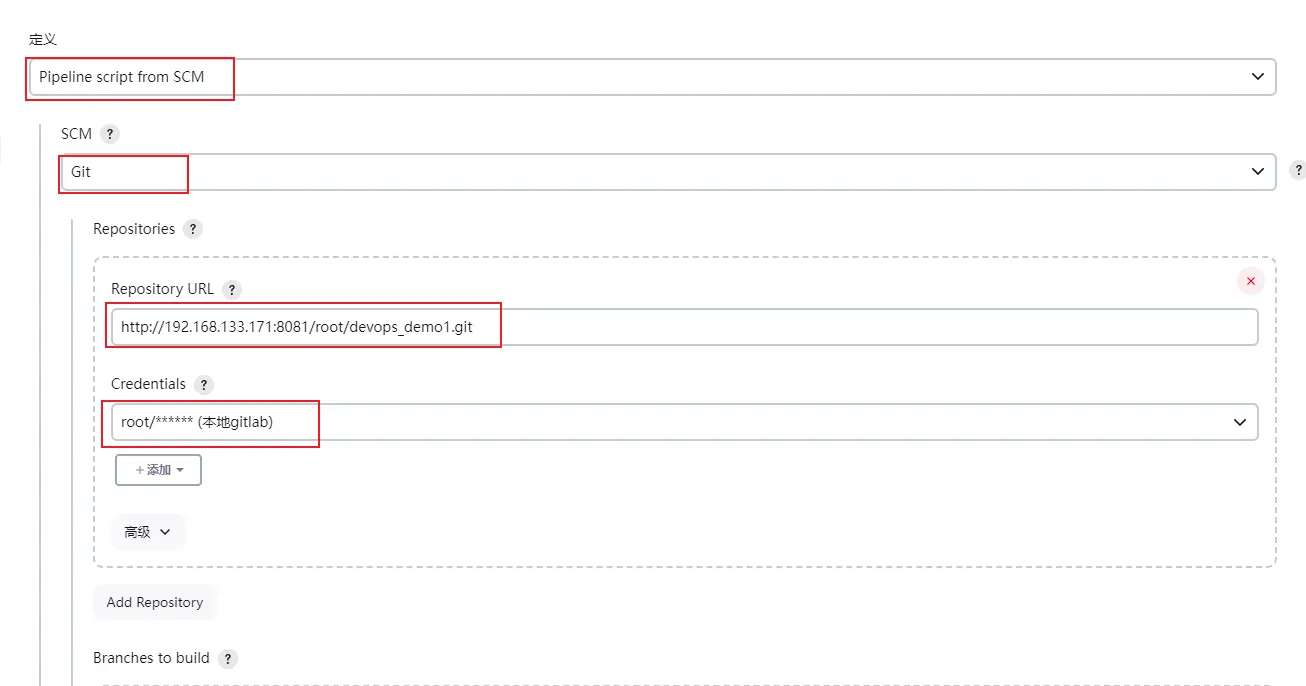 定义
Pipeline script from SCM
SCM ?
Git
?
Repositories ?
Repository URL ?
http://192.168.133.171:8081/root/devops_demo1.git
Credentials ?
root/****** (本地gitlab)
+添加
高级
Add Repository
Branches to build ?